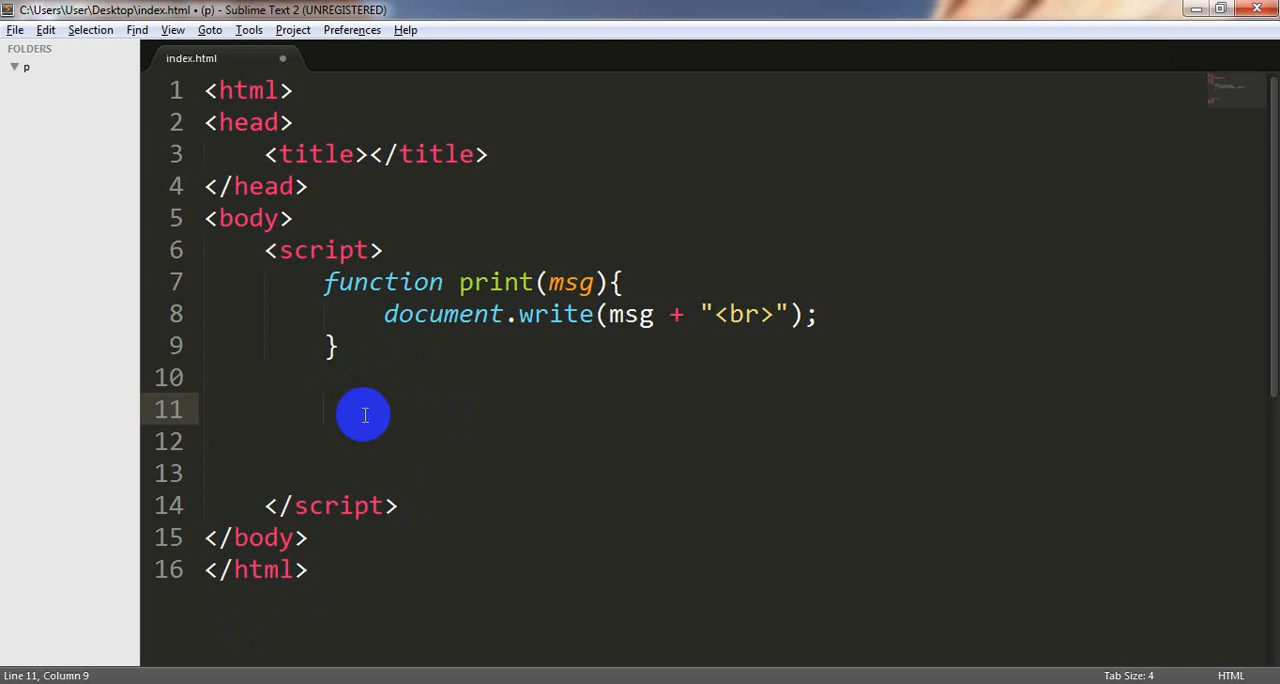 C:\Users\User\Desktop\index.html • (p) - Sublime Text 2 (UNREGISTERED)
File Edit Selection Find View Goto Tools Project Preferences Help
FOLDERS
p
index.html
1 <html>
2 <head>
3     <title></title>
4 </head>
5 <body>
6     <script>
7         function print(msg){
8             document.write(msg + "<br>");
9         }
10
11
12
13
14     </script>
15 </body>
16 </html>
Line 11, Column 9 Tab Size: 4 HTML